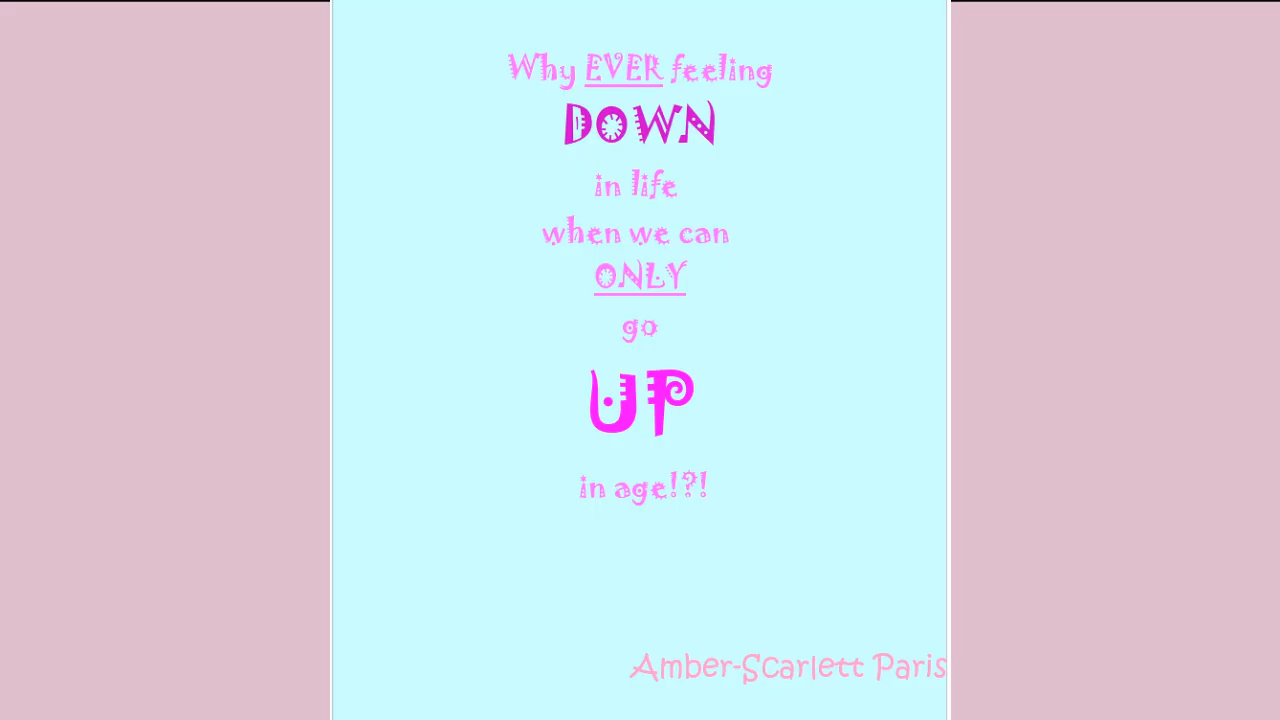 Why EVER feeling
DOWN
in life
when we can
ONLY
go
UP
in age!?!
Amber-Scarlett Paris